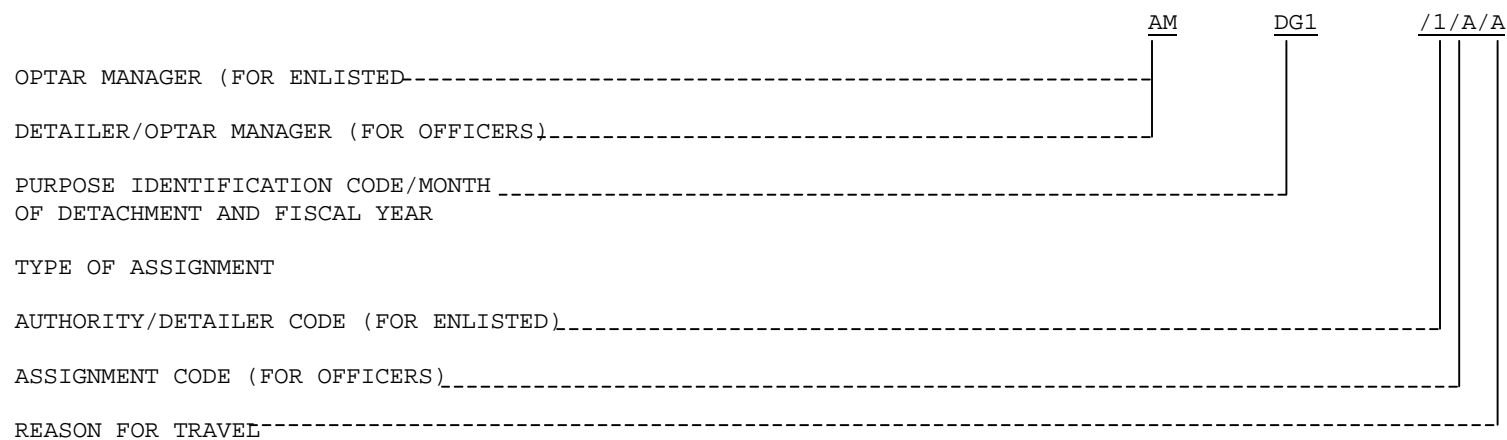 AM DG1 /1/A/A
OPTAR MANAGER (FOR ENLISTED
DETAILER/OPTAR MANAGER (FOR OFFICERS)
PURPOSE IDENTIFICATION CODE/MONTH
OF DETACHMENT AND FISCAL YEAR
TYPE OF ASSIGNMENT
AUTHORITY/DETAILER CODE (FOR ENLISTED)
ASSIGNMENT CODE (FOR OFFICERS)
REASON FOR TRAVEL